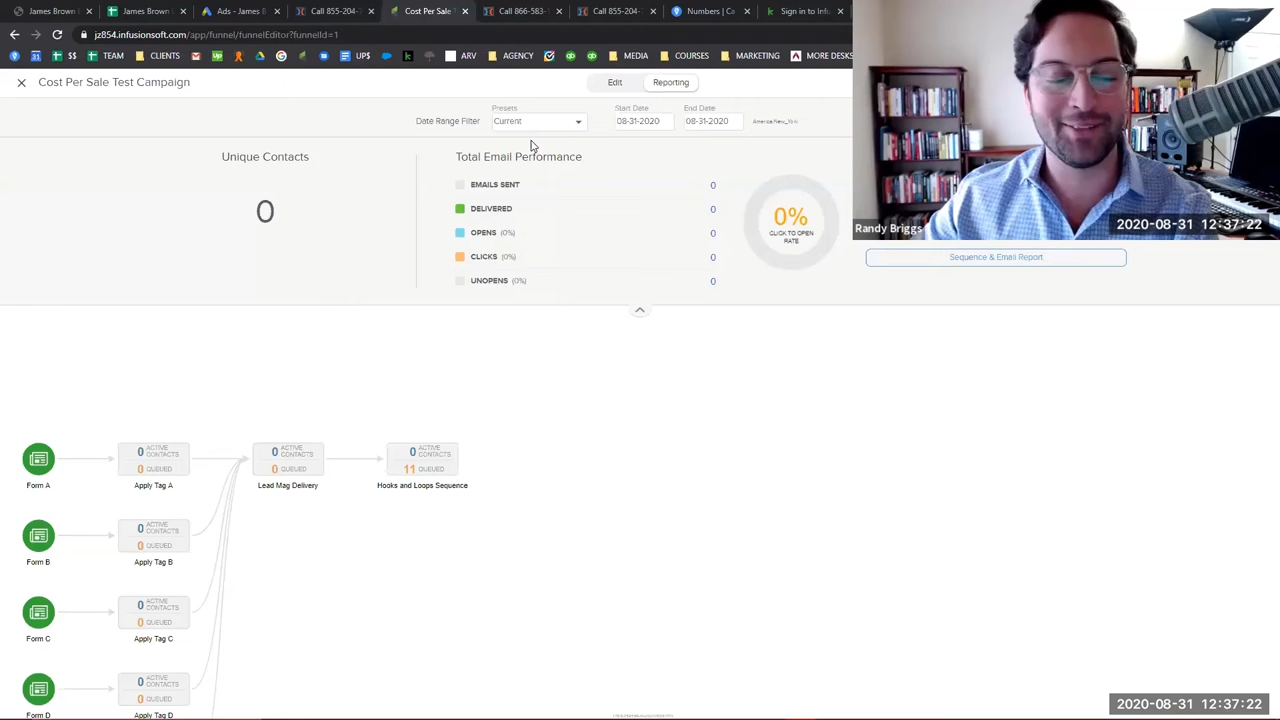 James B
James Bro
Ads - James B
Call 855-204-
Cost Per Sale
Call 866-583-
Call 855-204-
Numbers | Ca
Sign in to Infu
jz854.infusionsoft.com/app/funnel/funnelEditor?funnelId=1
$$
TEAM
CLIENTS
UP$
ARV
AGENCY
MEDIA
COURSES
MARKETING
MORE DESKS
Cost Per Sale Test Campaign
Edit
Reporting
Presets
Start Date
End Date
Date Range Filter
Current
08-31-2020
08-31-2020
America/New_York
Unique Contacts
0
Total Email Performance
EMAILS SENT 0
DELIVERED 0
OPENS (0%) 0
CLICKS (0%) 0
UNOPENS (0%) 0
0%
CLICK TO OPEN
RATE
Randy Briggs
2020-08-31 12:37:22
Sequence & Email Report
Form A
0 ACTIVE CONTACTS
0 QUEUED
Apply Tag A
0 ACTIVE CONTACTS
0 QUEUED
Lead Mag Delivery
0 ACTIVE CONTACTS
11 QUEUED
Hooks and Loops Sequence
Form B
0 ACTIVE CONTACTS
0 QUEUED
Apply Tag B
Form C
0 ACTIVE CONTACTS
0 QUEUED
Apply Tag C
Form D
0 ACTIVE CONTACTS
0 QUEUED
Apply Tag D
2020-08-31 12:37:22